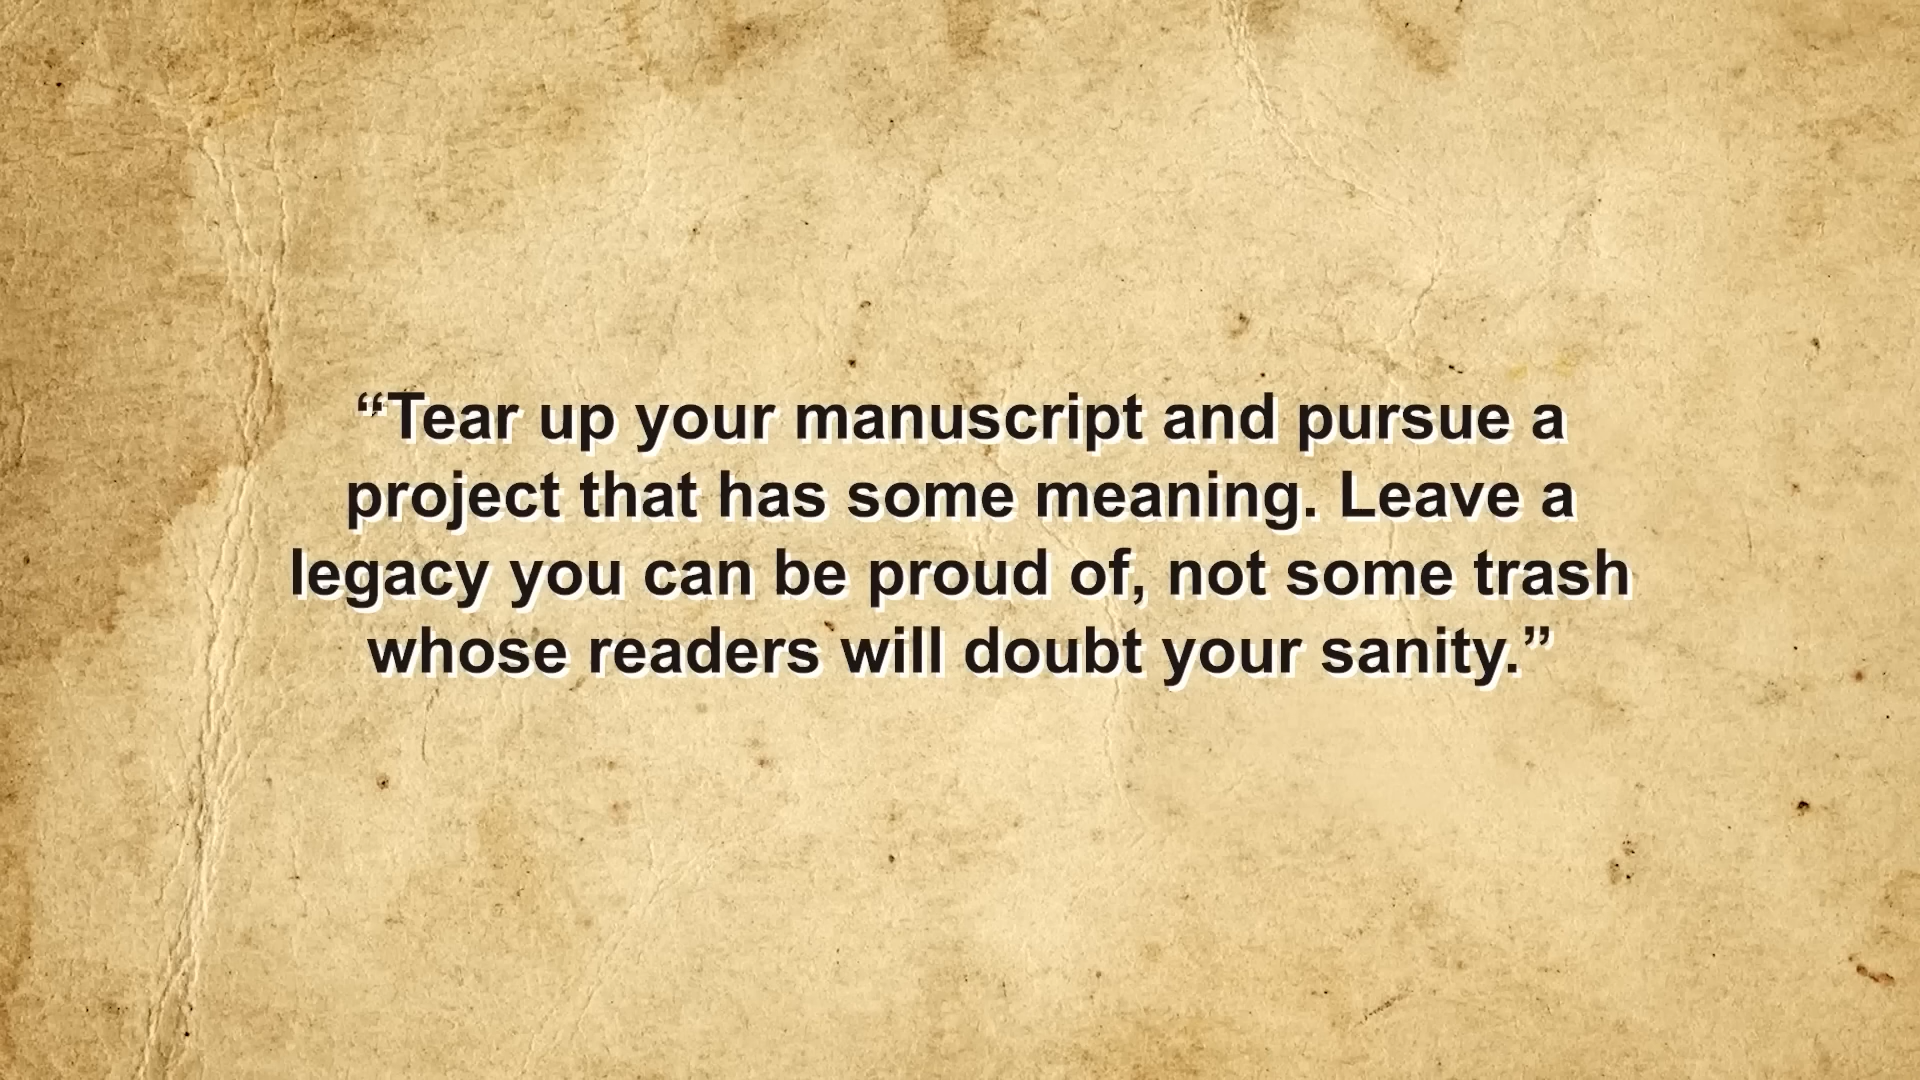 “Tear up your manuscript and pursue a
project that has some meaning. Leave a
legacy you can be proud of, not some trash
whose readers will doubt your sanity.”